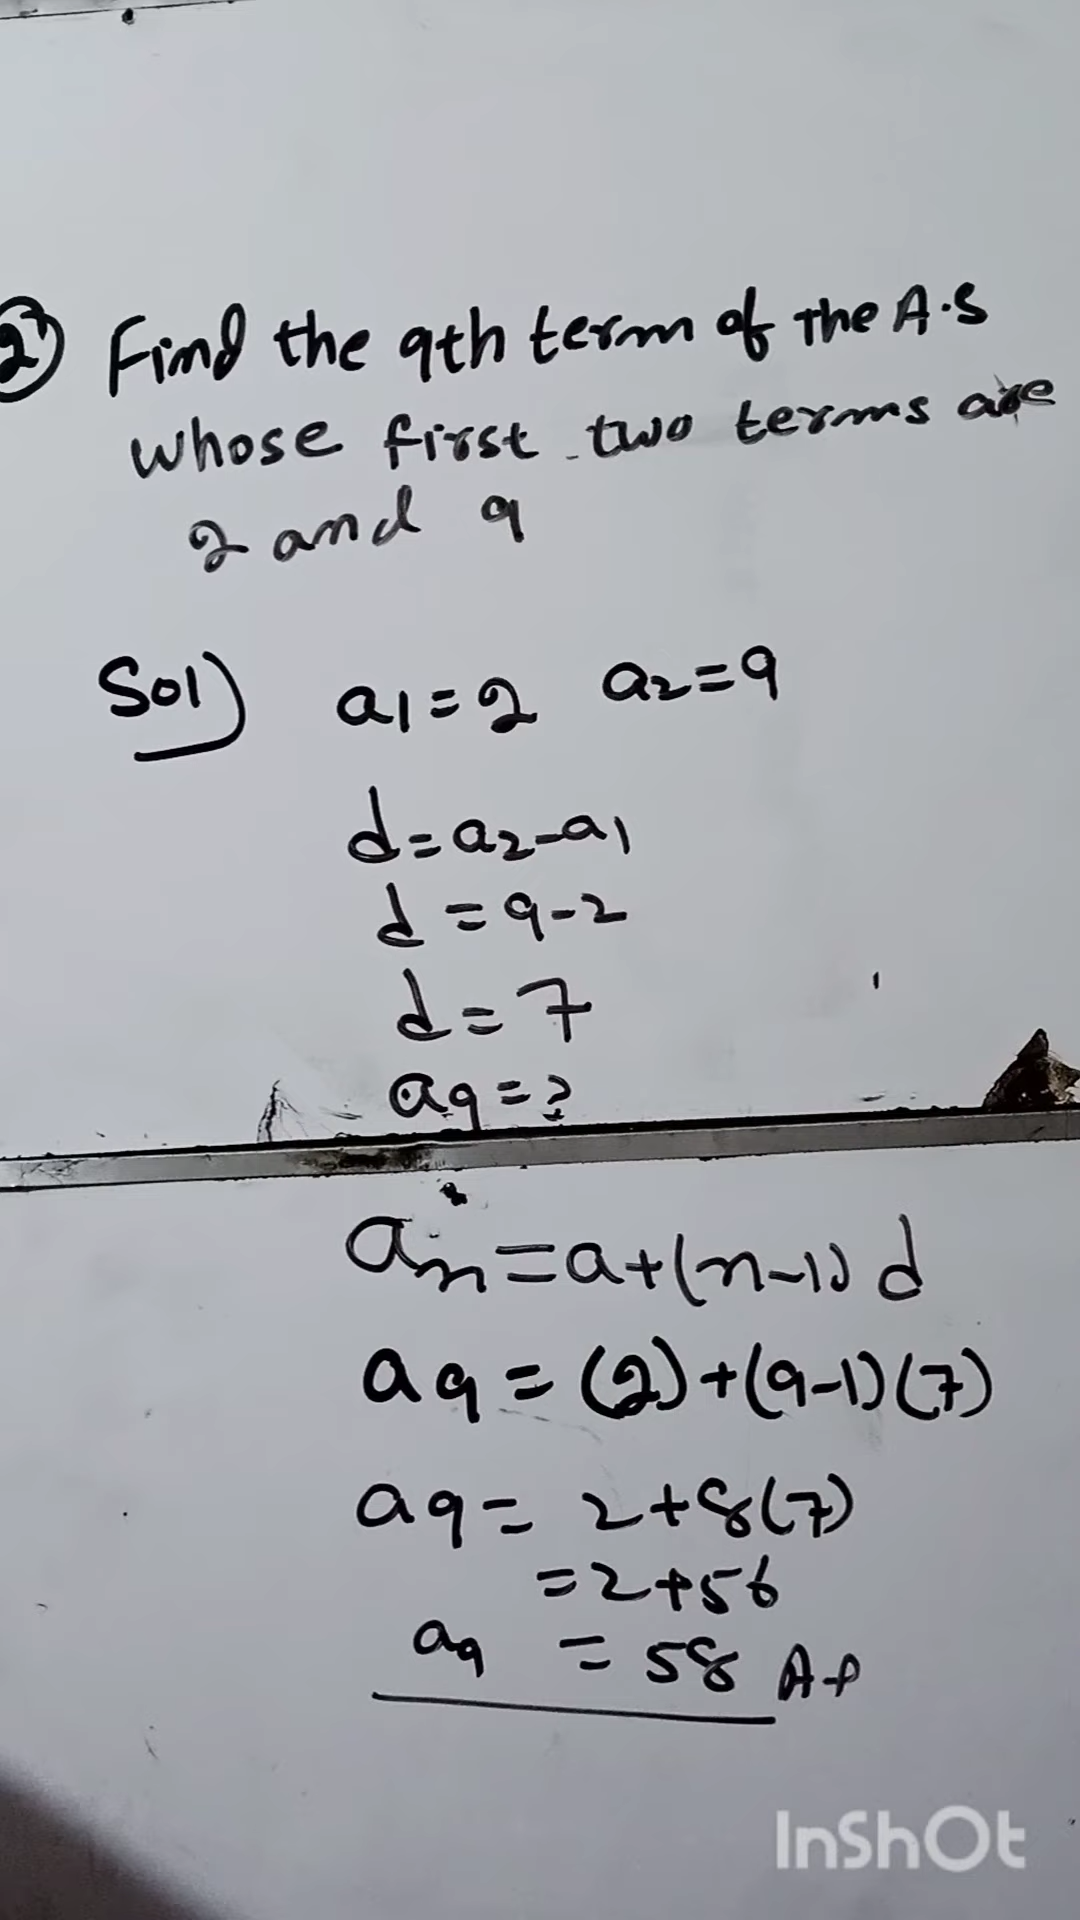 2) Find the 9th term of the A.S
whose first two terms are
2 and 9
Sol) a1=2 a2=9
d=a2-a1
d=9-2
d=7
a9=?
an=a+(n-1)d
a9=(2)+(9-1)(7)
a9=2+8(7)
=2+56
a9=58 A.P
InShOt